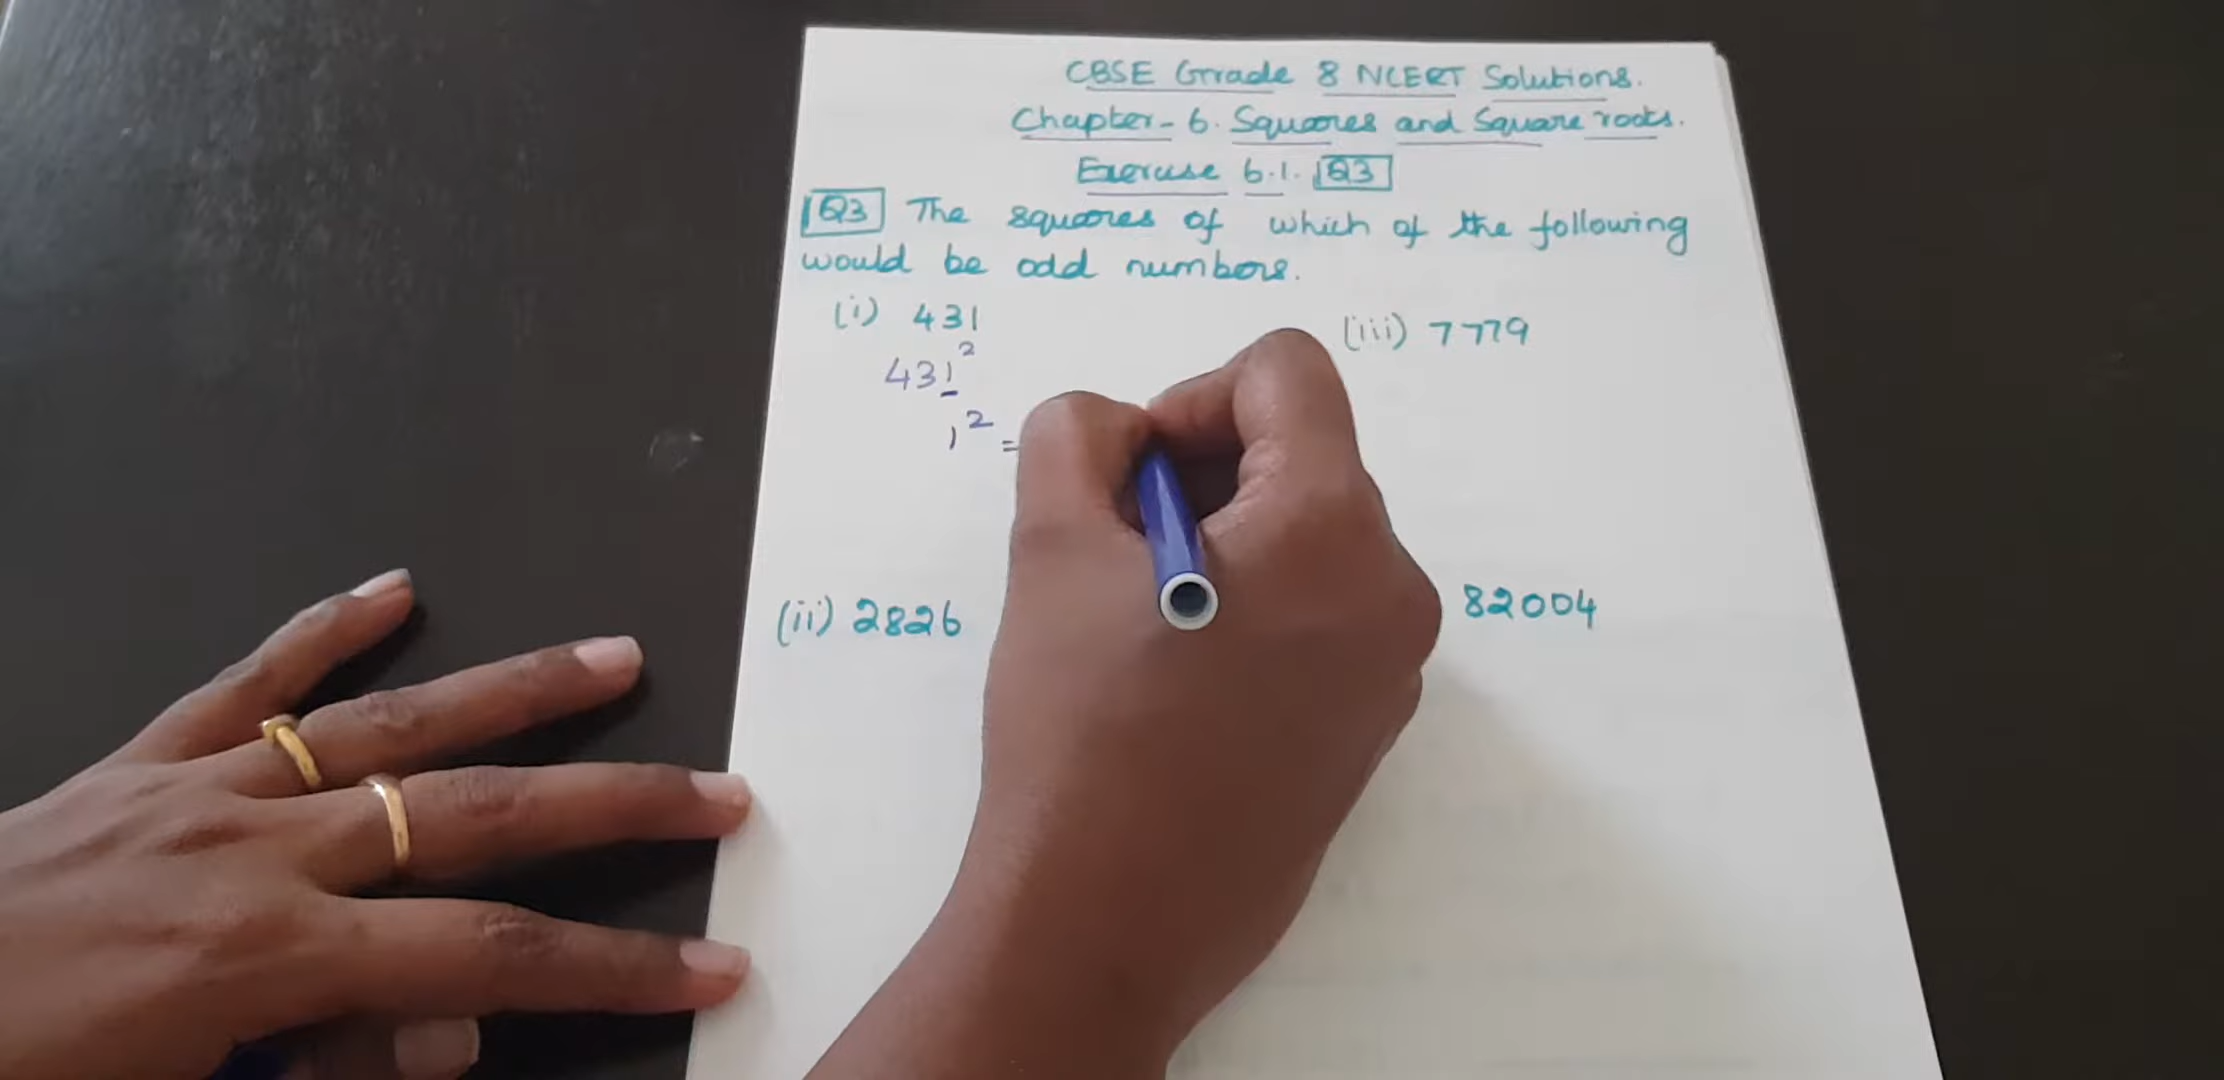 CBSE Grade 8 NCERT Solutions.
Chapter- 6. Squares and Square roots.
Exercise 6.1. Q3
Q3 The squares of which of the following
would be odd numbers.
(i) 431
(iii) 7779
431²
1² =
(ii) 2826
82004